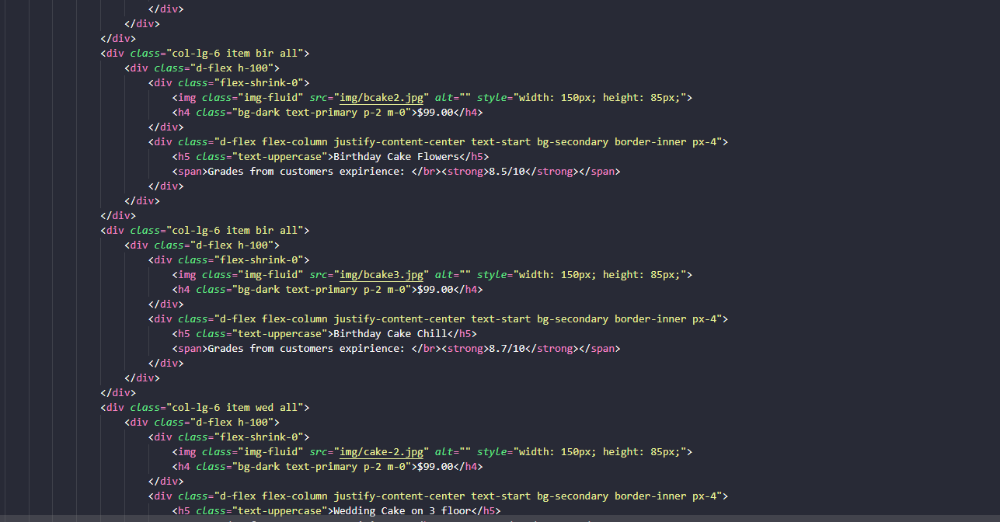 </div>
</div>
</div>
<div class="col-lg-6 item bir all">
<div class="d-flex h-100">
<div class="flex-shrink-0">
<img class="img-fluid" src="img/bcake2.jpg" alt="" style="width: 150px; height: 85px;">
<h4 class="bg-dark text-primary p-2 m-0">$99.00</h4>
</div>
<div class="d-flex flex-column justify-content-center text-start bg-secondary border-inner px-4">
<h5 class="text-uppercase">Birthday Cake Flowers</h5>
<span>Grades from customers expirience: </br><strong>8.5/10</strong></span>
</div>
</div>
</div>
<div class="col-lg-6 item bir all">
<div class="d-flex h-100">
<div class="flex-shrink-0">
<img class="img-fluid" src="img/bcake3.jpg" alt="" style="width: 150px; height: 85px;">
<h4 class="bg-dark text-primary p-2 m-0">$99.00</h4>
</div>
<div class="d-flex flex-column justify-content-center text-start bg-secondary border-inner px-4">
<h5 class="text-uppercase">Birthday Cake Chill</h5>
<span>Grades from customers expirience: </br><strong>8.7/10</strong></span>
</div>
</div>
</div>
<div class="col-lg-6 item wed all">
<div class="d-flex h-100">
<div class="flex-shrink-0">
<img class="img-fluid" src="img/cake-2.jpg" alt="" style="width: 150px; height: 85px;">
<h4 class="bg-dark text-primary p-2 m-0">$99.00</h4>
</div>
<div class="d-flex flex-column justify-content-center text-start bg-secondary border-inner px-4">
<h5 class="text-uppercase">Wedding Cake on 3 floor</h5>